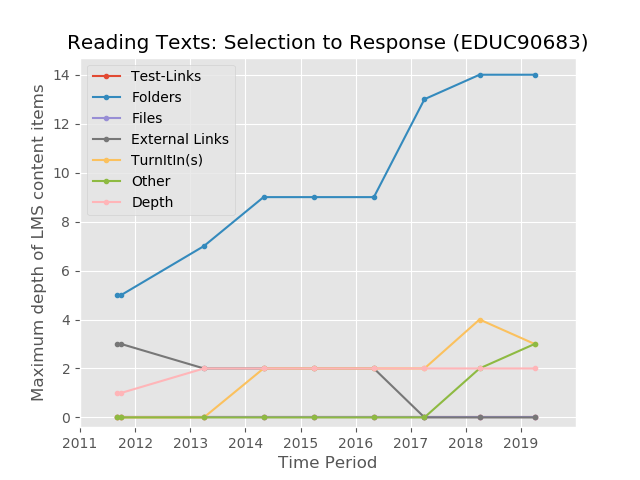 Reading Texts: Selection to Response (EDUC90683)
Test-Links
Folders
Files
External Links
TurnItIn(s)
Other
Depth
Maximum depth of LMS content items
14
12
10
8
6
4
2
0
2011 2012 2013 2014 2015 2016 2017 2018 2019
Time Period